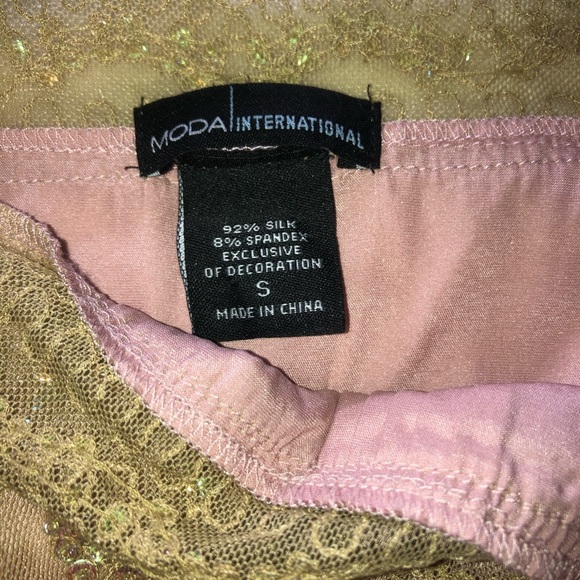 MODA INTERNATIONAL
92% SILK
8% SPANDEX
EXCLUSIVE
OF DECORATION
S
MADE IN CHINA